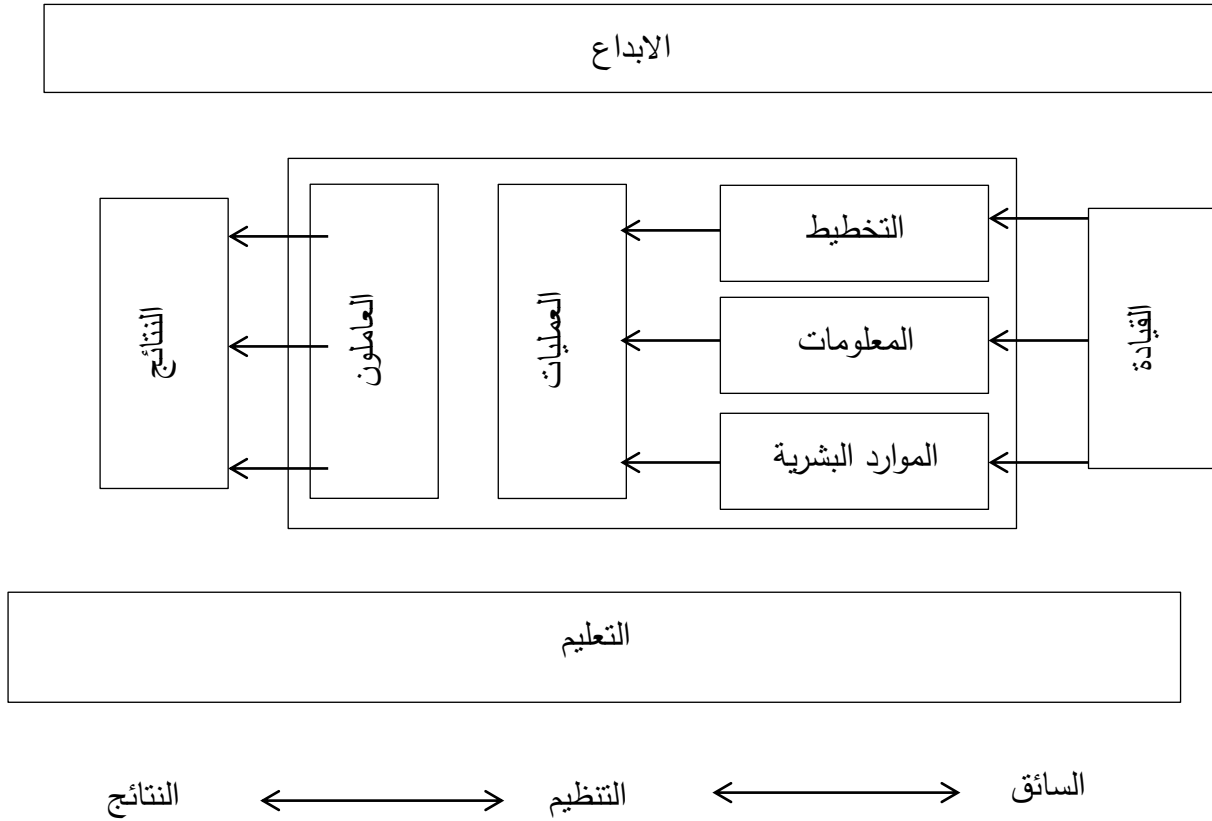 الابداع
القيادة
التخطيط
المعلومات
الموارد البشرية
العمليات
العاملون
النتائج
التعليم
السائق
التنظيم
النتائج